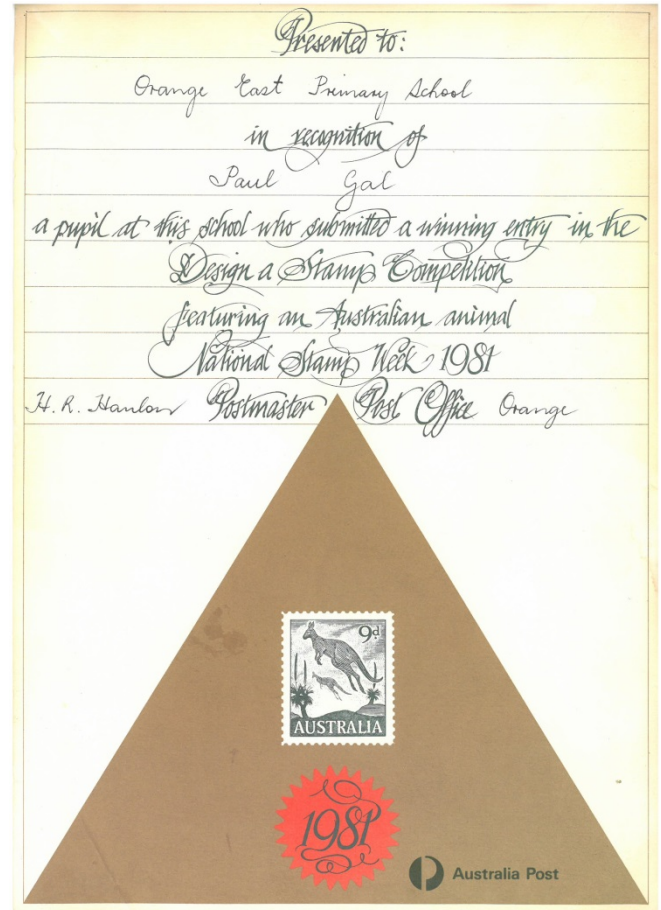 Presented to:
Orange East Primary School
in recognition of
Paul Gal
a pupil at this school who submitted a winning entry in the
Design a Stamp Competition
featuring an Australian animal
National Stamp Week 1981
H. R. Hanlon Postmaster Post Office Orange
9d
AUSTRALIA
1981
Australia Post